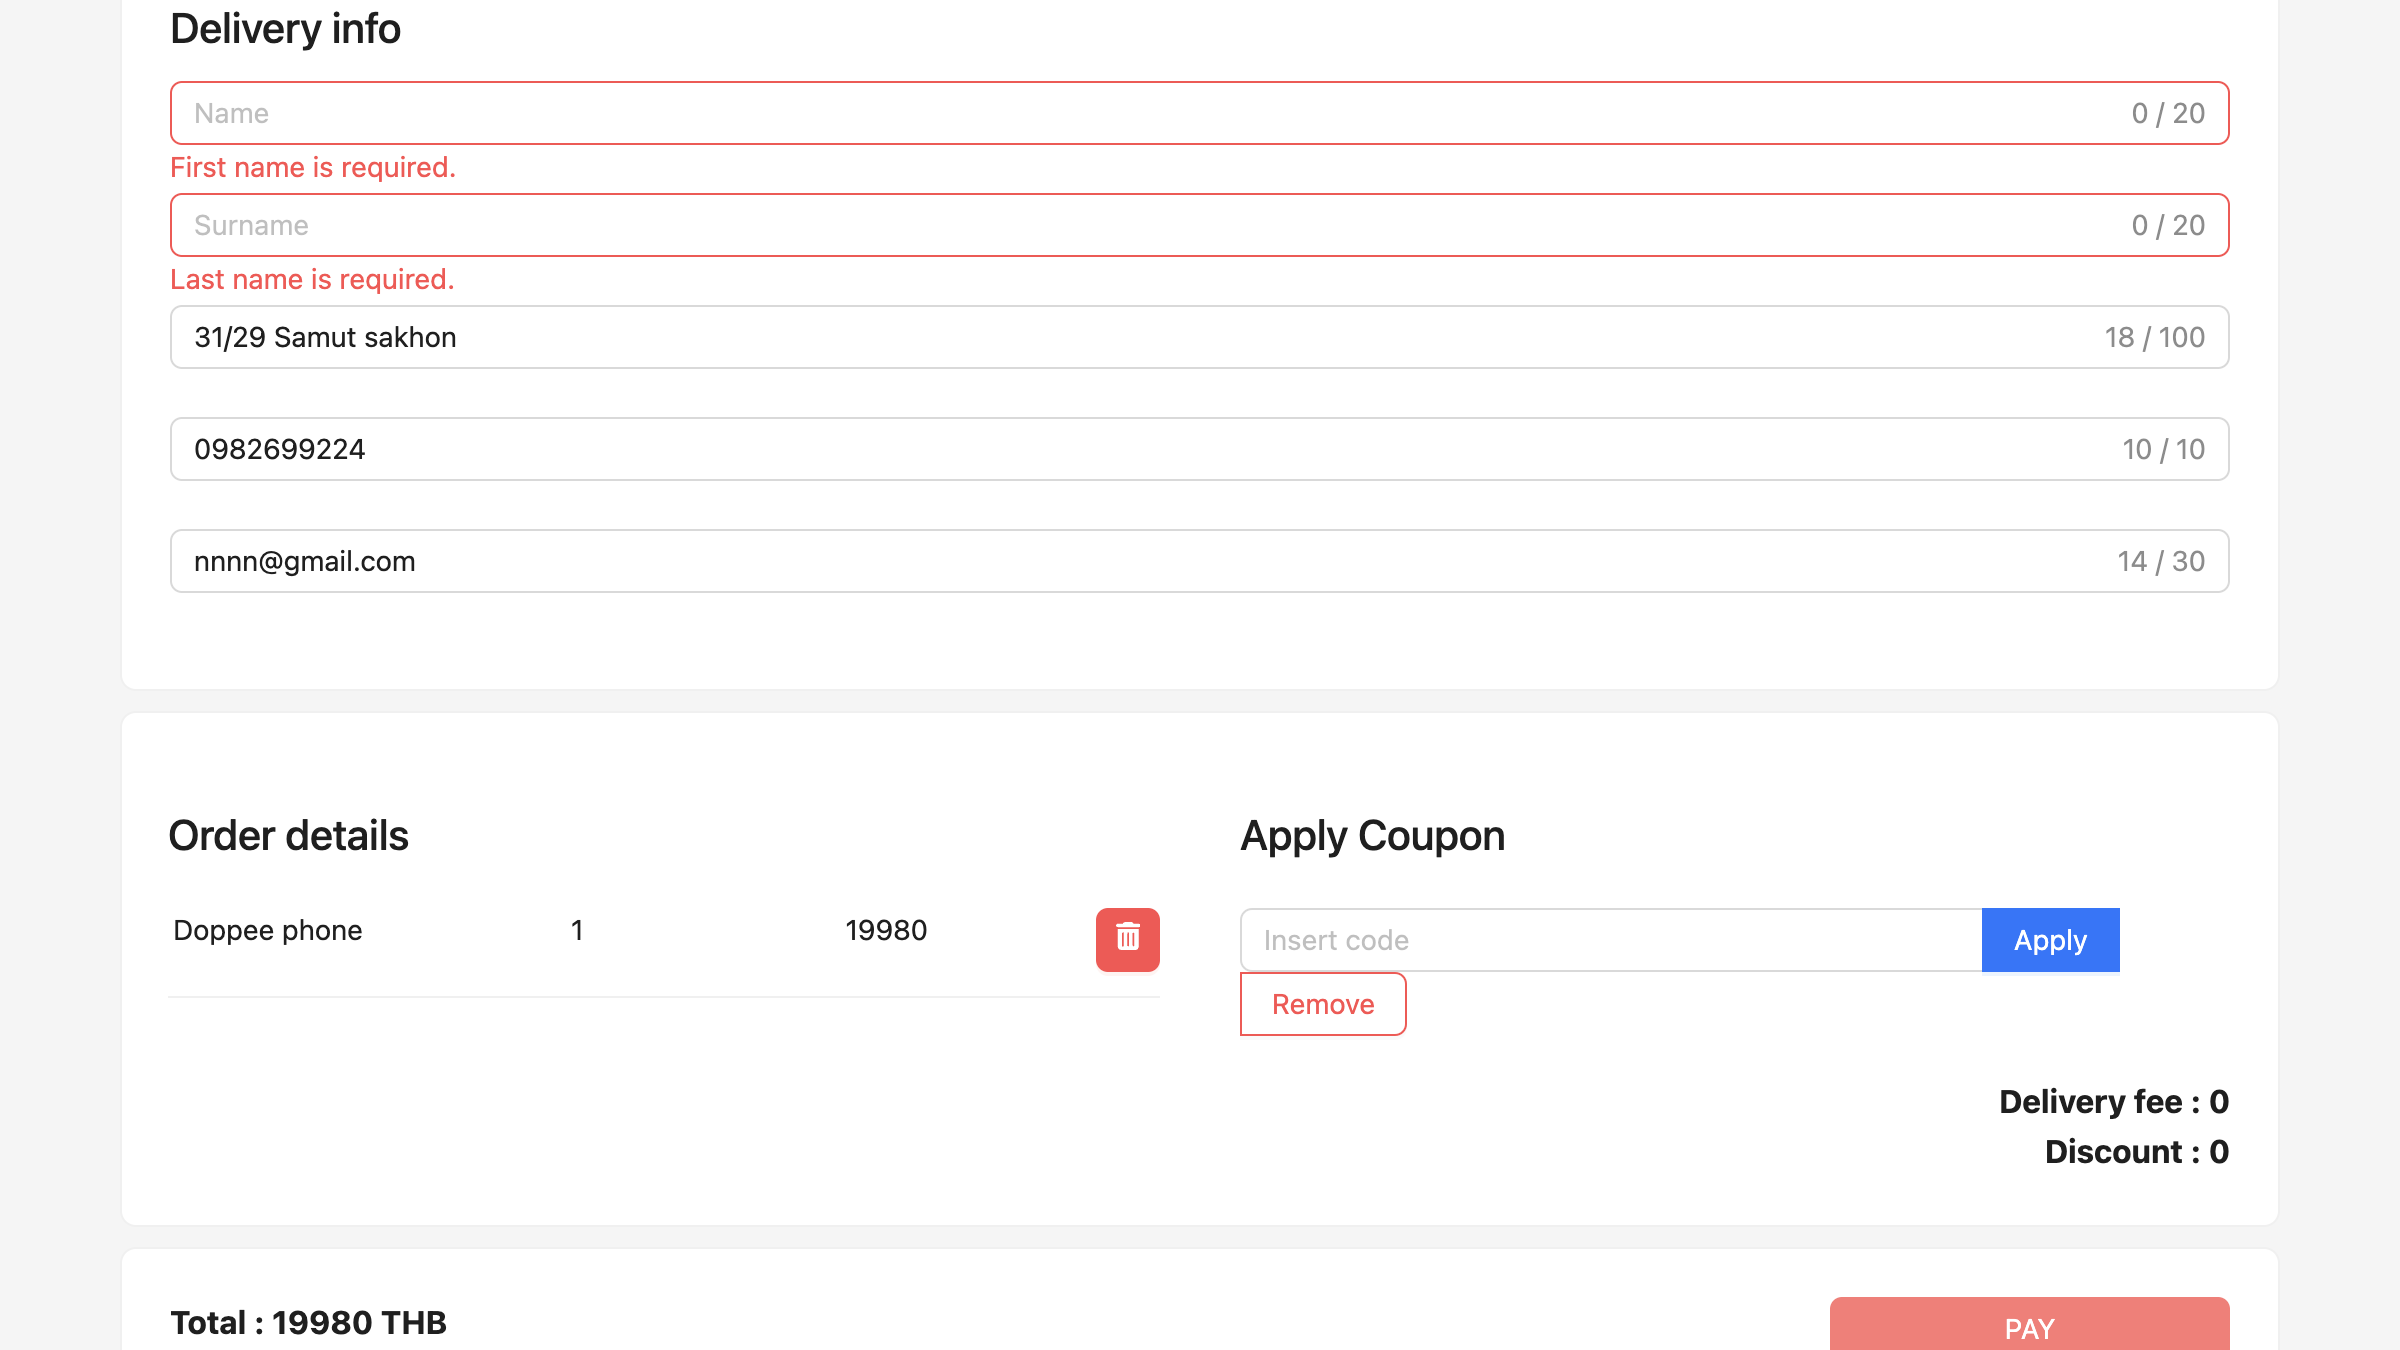 Delivery info
Name 0 / 20
First name is required.
Surname 0 / 20
Last name is required.
31/29 Samut sakhon 18 / 100
0982699224 10 / 10
nnnn@gmail.com 14 / 30
Order details
Doppee phone 1 19980
Apply Coupon
Insert code Apply
Remove
Delivery fee : 0
Discount : 0
Total : 19980 THB
PAY